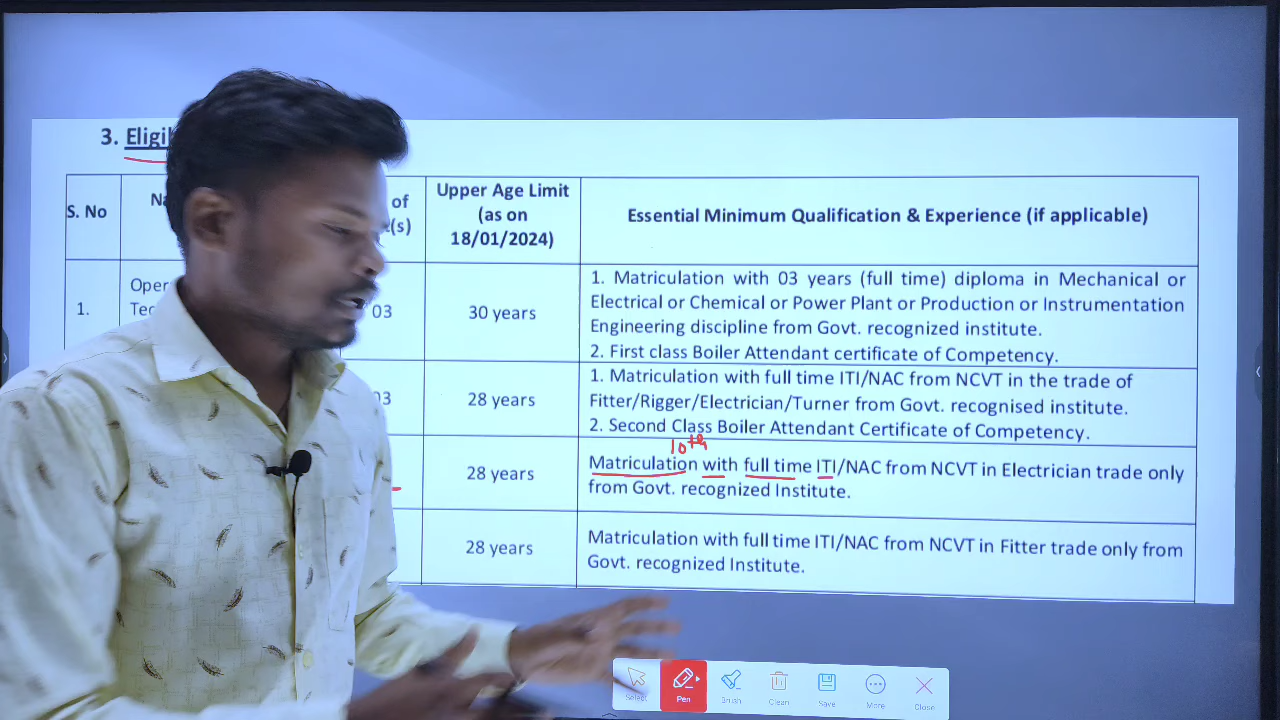 3. Eligi
S. No
Na
of
(s)
Upper Age Limit
(as on
18/01/2024)
Essential Minimum Qualification & Experience (if applicable)
1.
Oper
Tec
03
30 years
1. Matriculation with 03 years (full time) diploma in Mechanical or
Electrical or Chemical or Power Plant or Production or Instrumentation
Engineering discipline from Govt. recognized institute.
2. First class Boiler Attendant certificate of Competency.
03
28 years
1. Matriculation with full time ITI/NAC from NCVT in the trade of
Fitter/Rigger/Electrician/Turner from Govt. recognised institute.
2. Second Class Boiler Attendant Certificate of Competency.
10th
28 years
Matriculation with full time ITI/NAC from NCVT in Electrician trade only
from Govt. recognized Institute.
28 years
Matriculation with full time ITI/NAC from NCVT in Fitter trade only from
Govt. recognized Institute.
Select
Pen
Brush
Clean
Save
More
Close